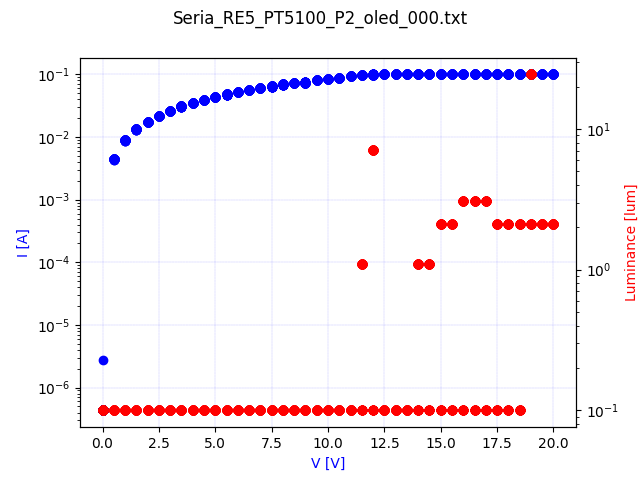 Seria_RE5_PT5100_P2_oled_000.txt
I [A]
10⁻¹
10⁻²
10⁻³
10⁻⁴
10⁻⁵
10⁻⁶
10¹
10⁰
10⁻¹
Luminance [lum]
0.0 2.5 5.0 7.5 10.0 12.5 15.0 17.5 20.0
V [V]